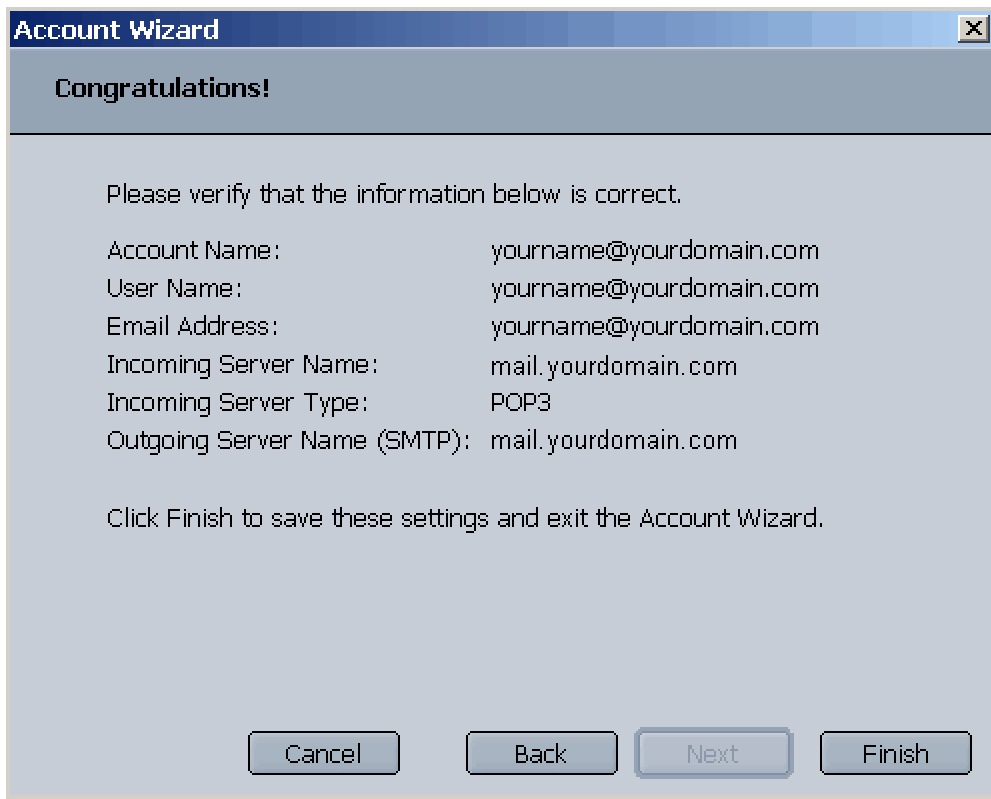 Account Wizard
Congratulations!
Please verify that the information below is correct.
Account Name: yourname@yourdomain.com
User Name: yourname@yourdomain.com
Email Address: yourname@yourdomain.com
Incoming Server Name: mail.yourdomain.com
Incoming Server Type: POP3
Outgoing Server Name (SMTP): mail.yourdomain.com
Click Finish to save these settings and exit the Account Wizard.
Cancel Back Next Finish